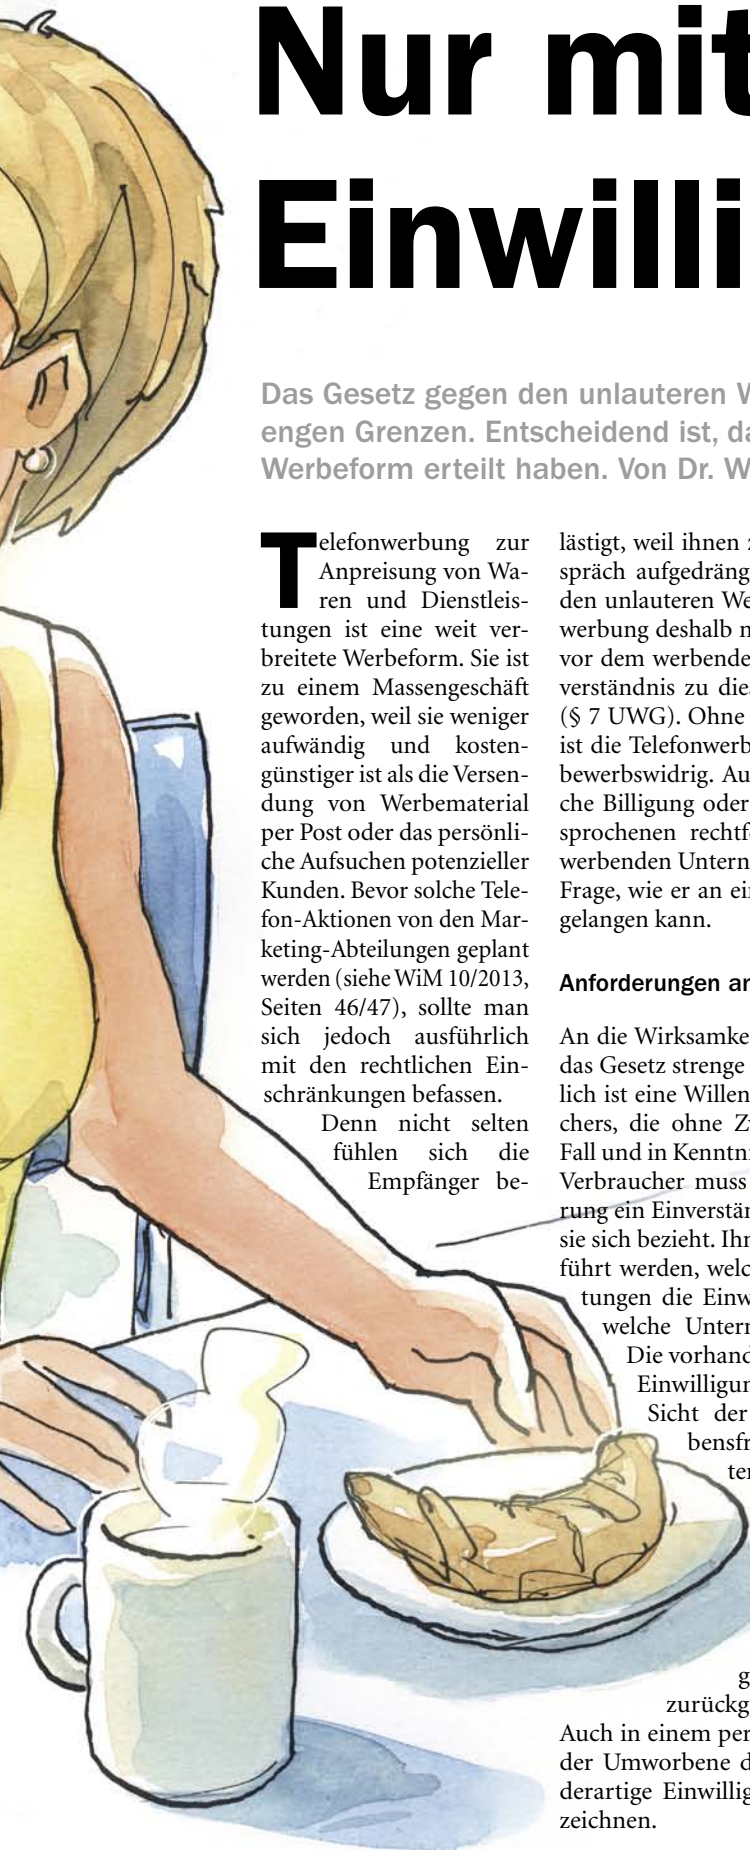 Nur mit
Einwilli
Das Gesetz gegen den unlauteren W
engen Grenzen. Entscheidend ist, da
Werbeform erteilt haben. Von Dr. W
Telefonwerbung zur
Anpreisung von Wa-
ren und Dienstleis-
tungen ist eine weit ver-
breitete Werbeform. Sie ist
zu einem Massengeschäft
geworden, weil sie weniger
aufwändig und kosten-
günstiger ist als die Versen-
dung von Werbematerial
per Post oder das persönli-
che Aufsuchen potenzieller
Kunden. Bevor solche Tele-
fon-Aktionen von den Mar-
keting-Abteilungen geplant
werden (siehe WiM 10/2013,
Seiten 46/47), sollte man
sich jedoch ausführlich
mit den rechtlichen Ein-
schränkungen befassen.
Denn nicht selten
fühlen sich die
Empfänger be-
lästigt, weil ihnen z
spräch aufgedräng
den unlauteren We
werbung deshalb n
vor dem werbende
verständnis zu dies
(§ 7 UWG). Ohne
ist die Telefonwerb
bewerbswidrig. Au
che Billigung oder
sprochenen rechtfe
werbenden Untern
Frage, wie er an ein
gelangen kann.
Anforderungen an
An die Wirksamke
das Gesetz strenge
lich ist eine Willen
chers, die ohne Zw
Fall und in Kenntni
Verbraucher muss
rung ein Einverstän
sie sich bezieht. Ihm
führt werden, welc
tungen die Einw
welche Untern
Die vorhand
Einwilligun
Sicht der
bensfr
ter
g
zurückg
Auch in einem per
der Umworbene d
derartige Einwillig
zeichnen.